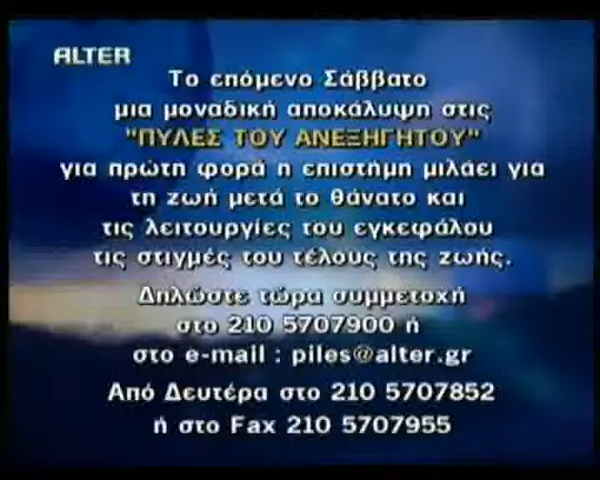 ALTER
Το επόμενο Σάββατο
μια μοναδική αποκάλυψη στις
"ΠΥΛΕΣ ΤΟΥ ΑΝΕΞΗΓΗΤΟΥ"
για πρώτη φορά η επιστήμη μιλάει για
τη ζωή μετά το θάνατο και
τις λειτουργίες του εγκεφάλου
τις στιγμές του τέλους της ζωής.
Δηλώστε τώρα συμμετοχή
στο 210 5707900 ή
στο e-mail : piles@alter.gr
Από Δευτέρα στο 210 5707852
ή στο Fax 210 5707955